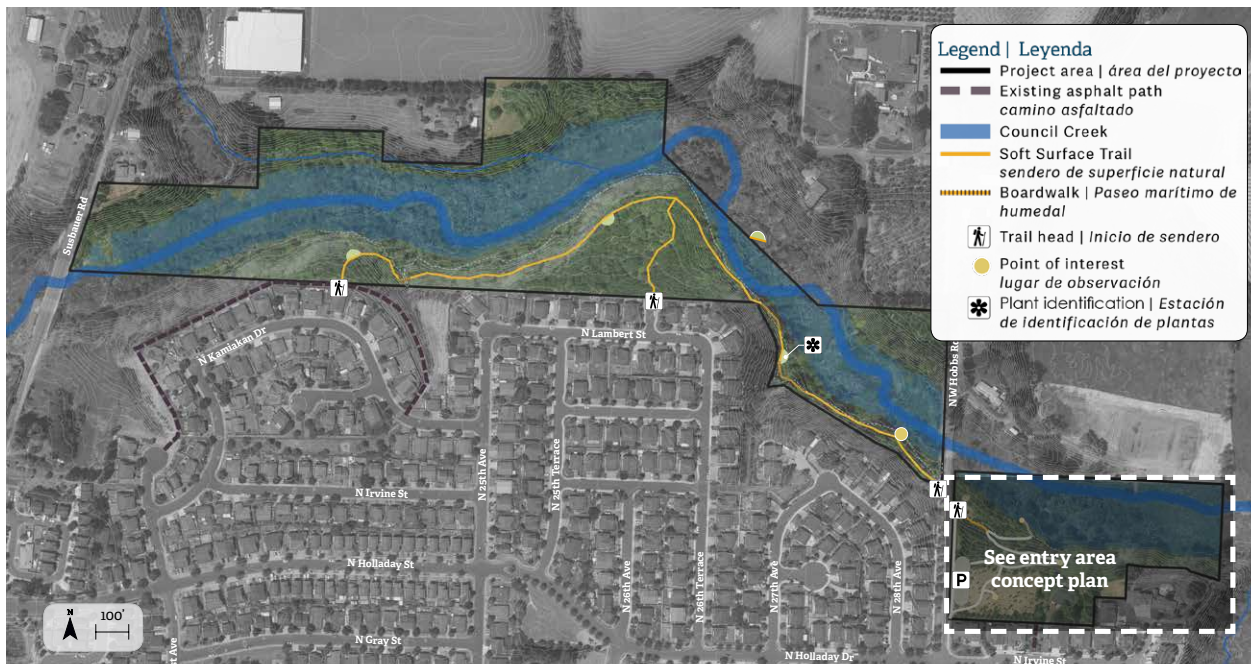 Legend | Leyenda
Project area | área del proyecto
Existing asphalt path
camino asfaltado
Council Creek
Soft Surface Trail
sendero de superficie natural
Boardwalk | Paseo marítimo de
humedal
Trail head | Inicio de sendero
Point of interest
lugar de observación
Plant identification | Estación
de identificación de plantas
Susbauer Rd
N Kamiakan Dr
N Lambert St
NW Hobbs Rd
N 25th Ave
N 25th Terrace
N Irvine St
N Holladay St
N 26th Ave
N 26th Terrace
N 27th Ave
N 28th Ave
See entry area
concept plan
P
N
100'
N Gray St
N Holladay Dr
N Irvine St